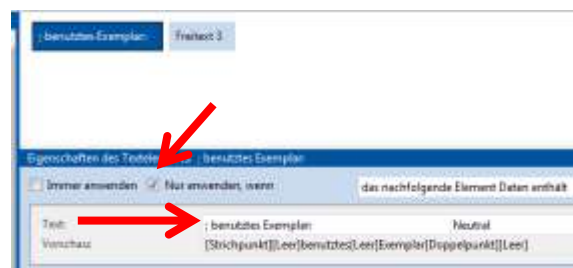 ; benutztes Exemplar: Freitext 3
Eigenschaften des ; benutztes Exemplar:
Immer anwenden Nur anwenden, wenn das nachfolgende Element Daten enthält
Text: ; benutztes Exemplar: Neutral
Vorschau: [Strichpunkt][Leer]benutztes[Leer]Exemplar[Doppelpunkt][Leer]